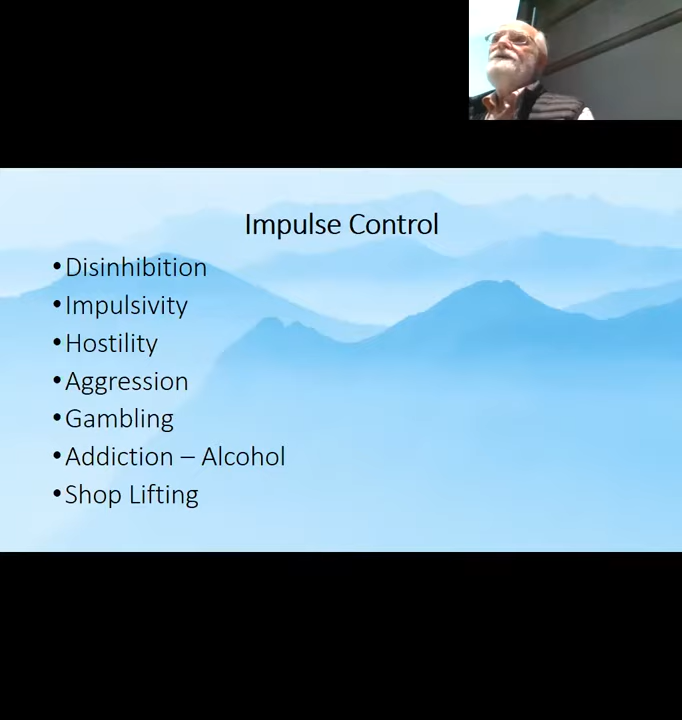 Impulse Control
•Disinhibition
•Impulsivity
•Hostility
•Aggression
•Gambling
•Addiction – Alcohol
•Shop Lifting